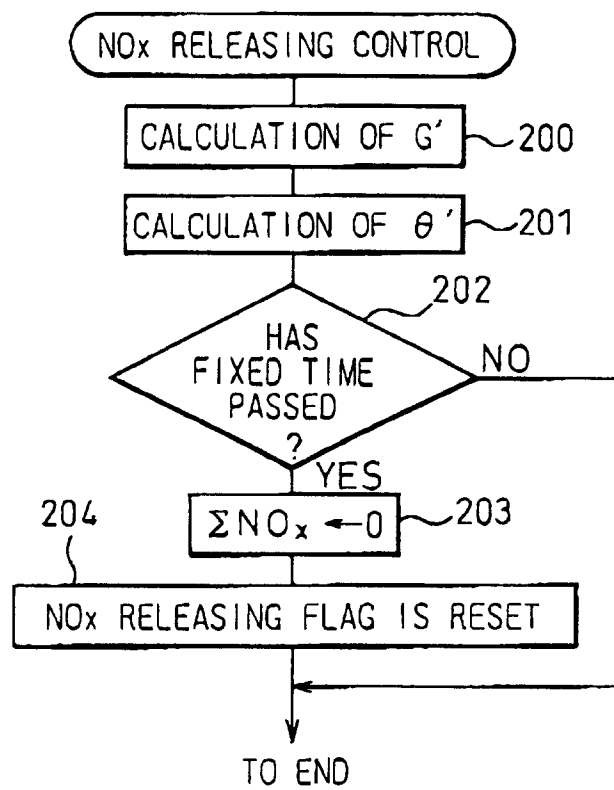 NOx RELEASING CONTROL
CALCULATION OF G'
200
CALCULATION OF θ'
201
202
HAS
FIXED TIME
PASSED
?
NO
YES
ΣNOx ←0
203
204
NOx RELEASING FLAG IS RESET
TO END